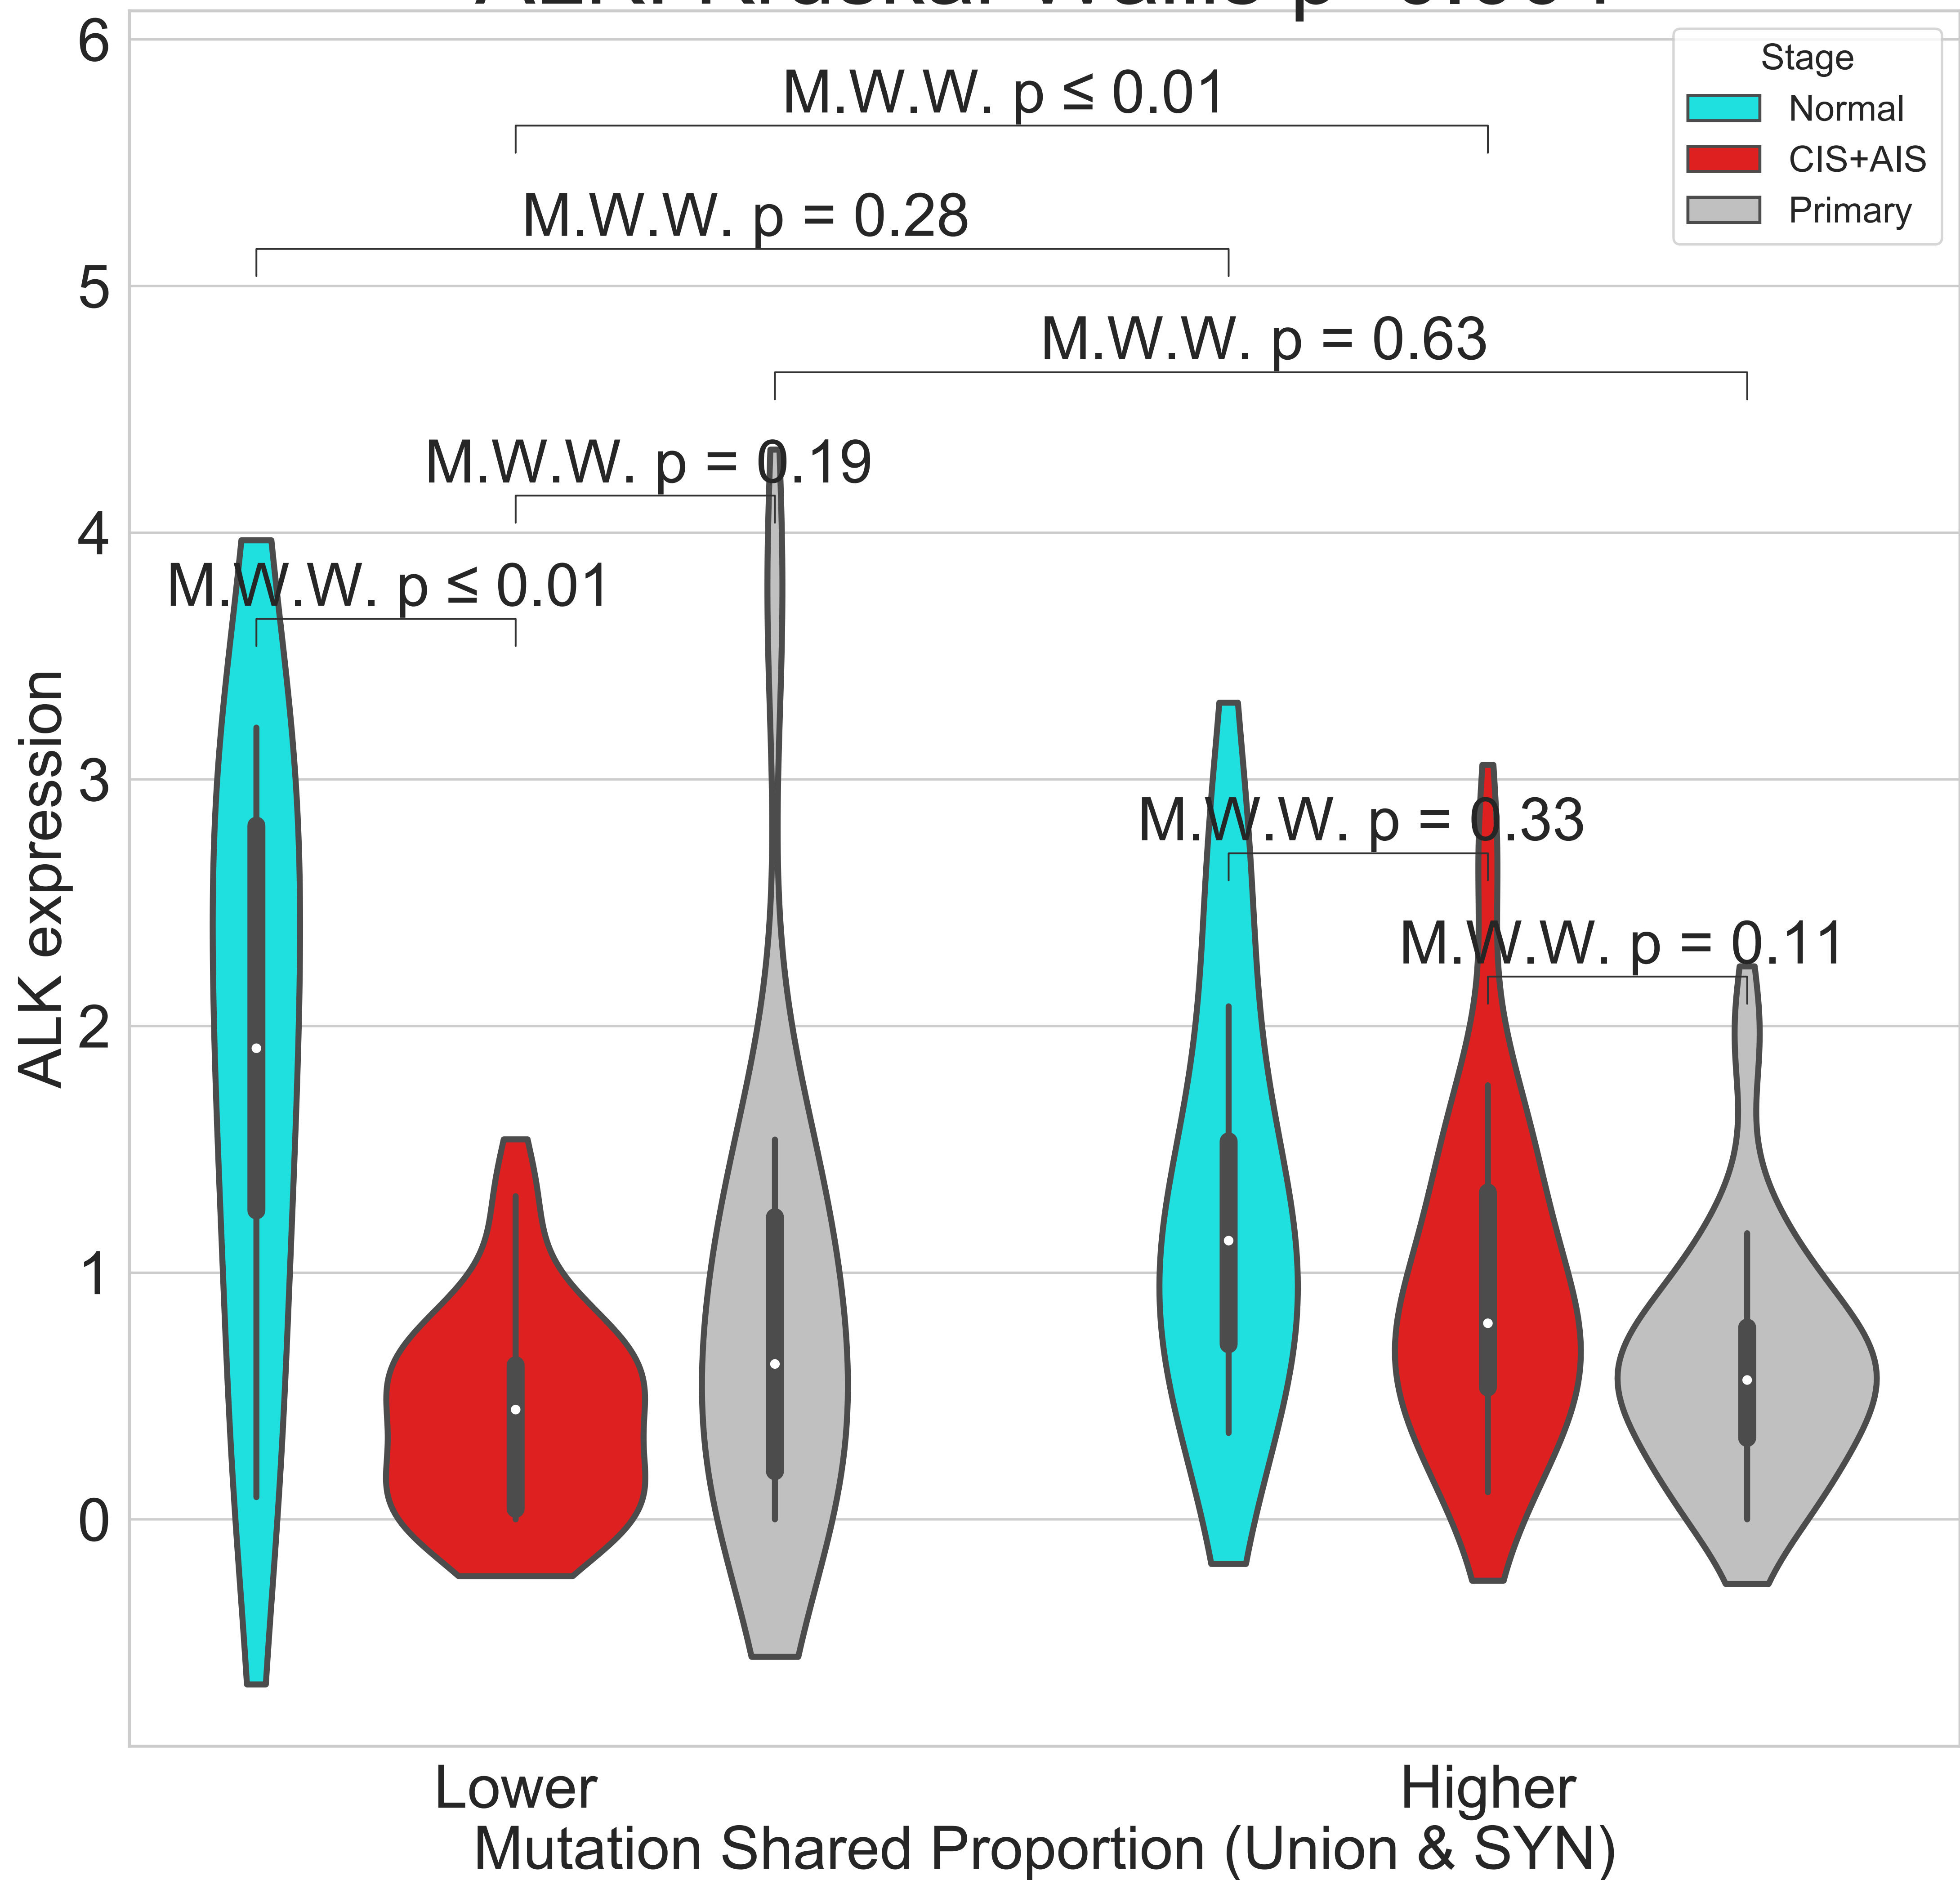 6
Stage
Normal
CIS+AIS
Primary
M.W.W. p ≤ 0.01
M.W.W. p = 0.28
5
M.W.W. p = 0.63
M.W.W. p = 0.19
4
M.W.W. p ≤ 0.01
ALK expression
3
M.W.W. p = 0.33
M.W.W. p = 0.11
2
1
0
Lower Higher
Mutation Shared Proportion (Union & SYN)